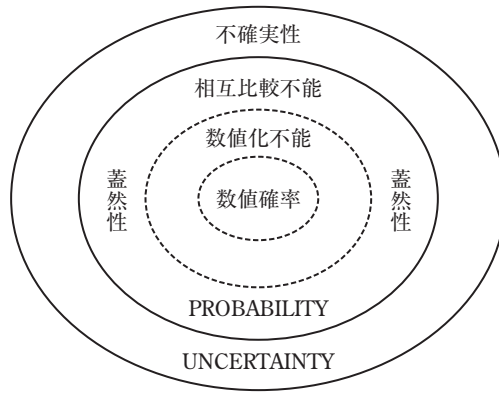 不確実性
相互比較不能
数値化不能
蓋然性
数値確率
蓋然性
PROBABILITY
UNCERTAINTY